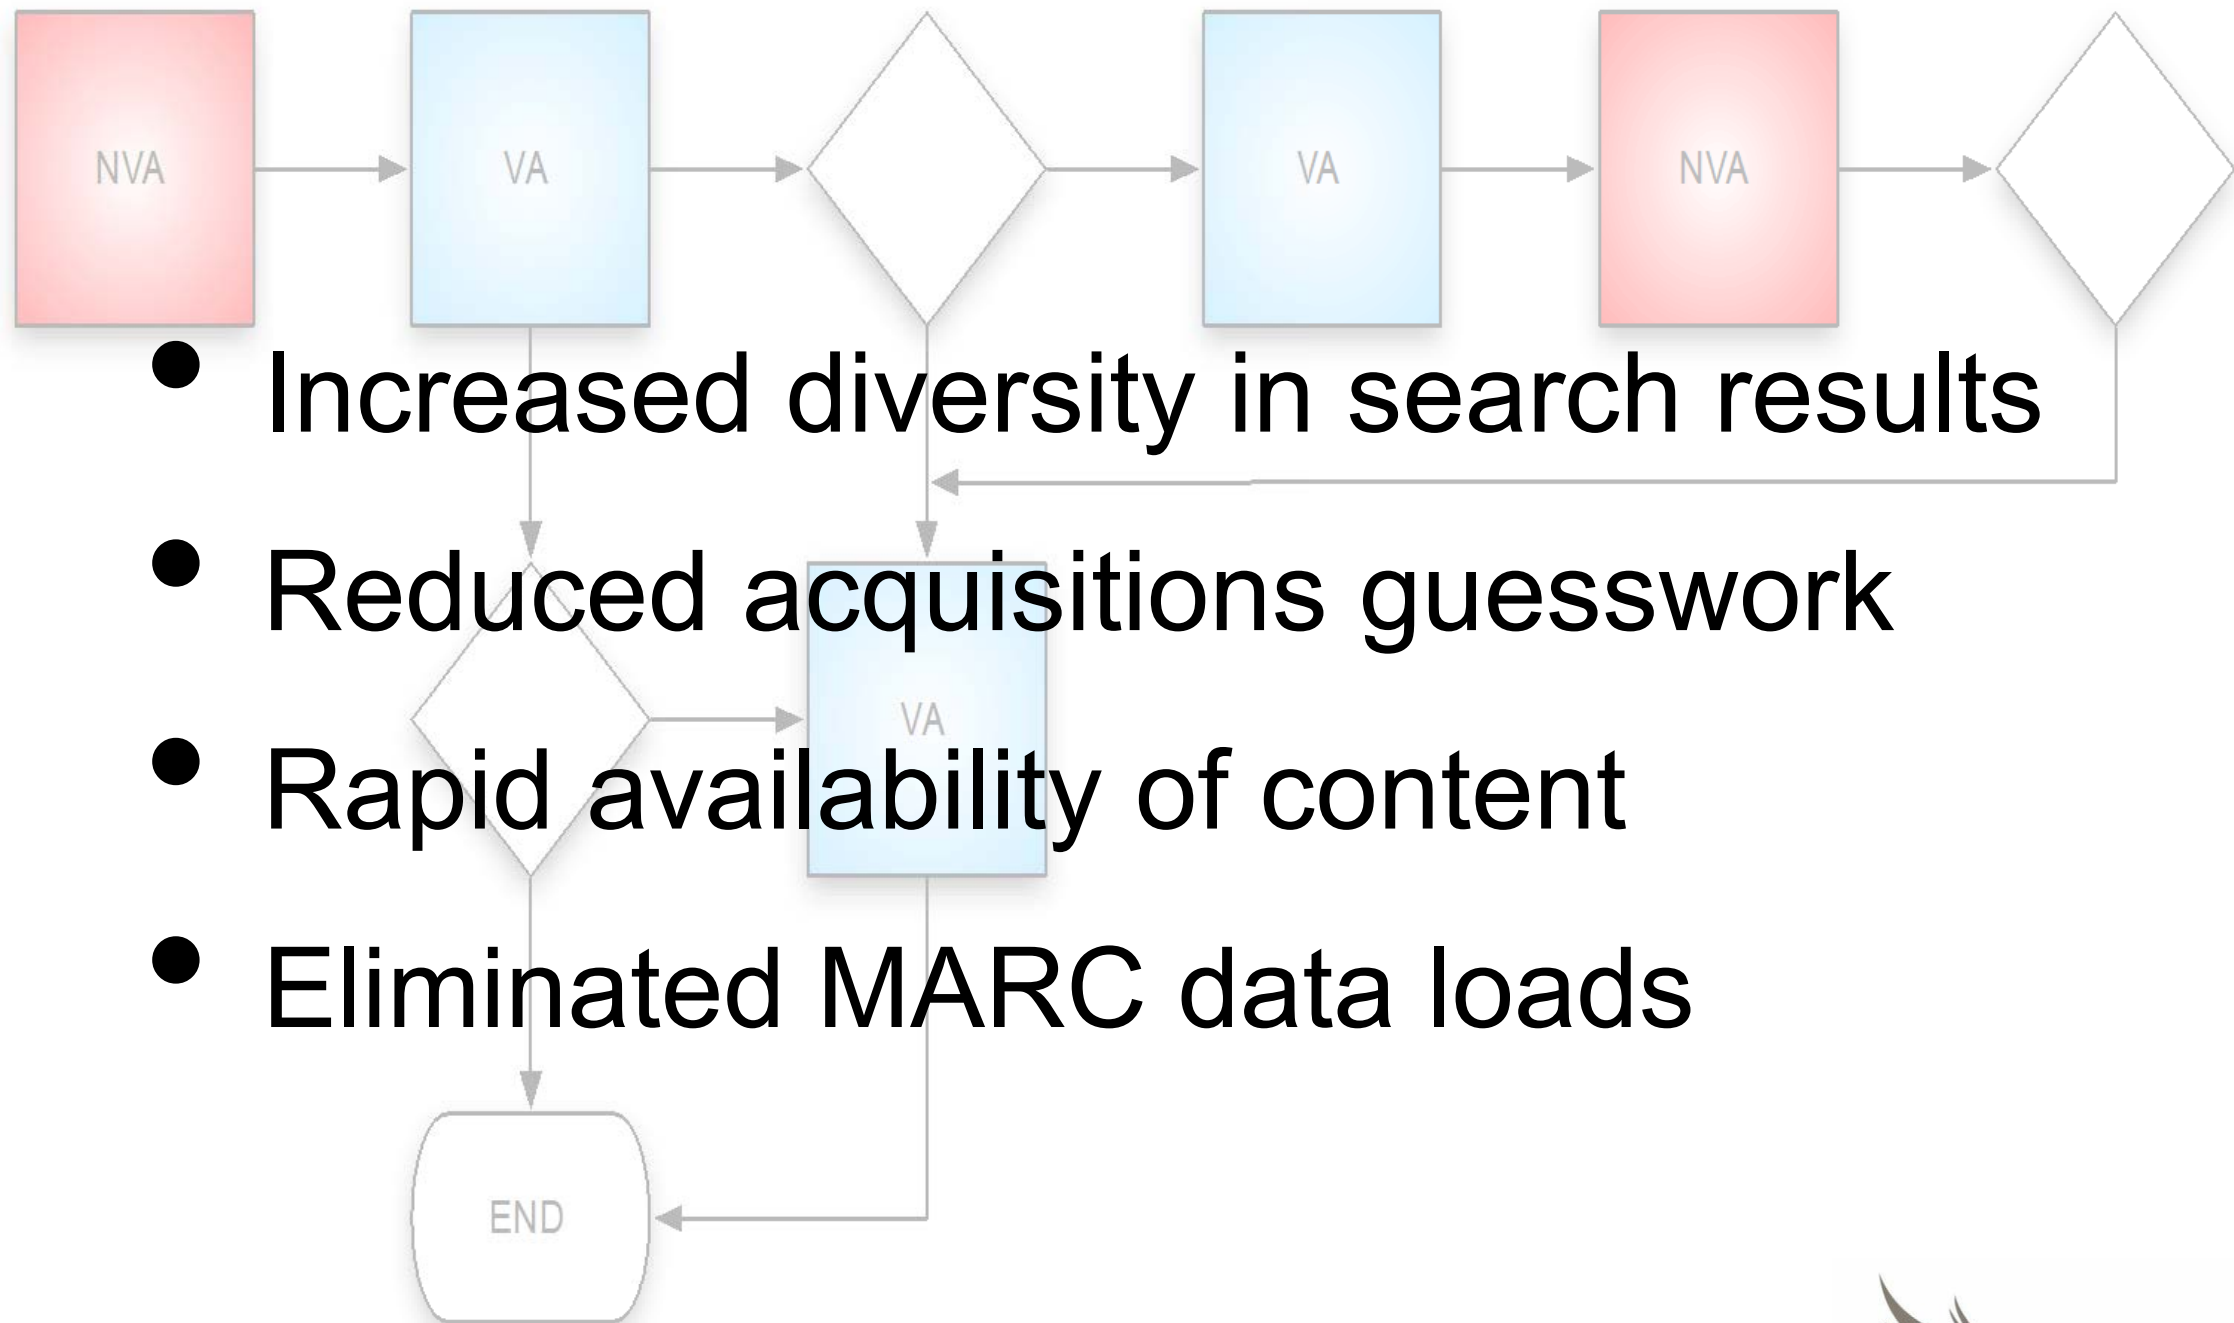 NVA VA VA NVA
• Increased diversity in search results
• Reduced acquisitions guesswork
VA
• Rapid availability of content
• Eliminated MARC data loads
END